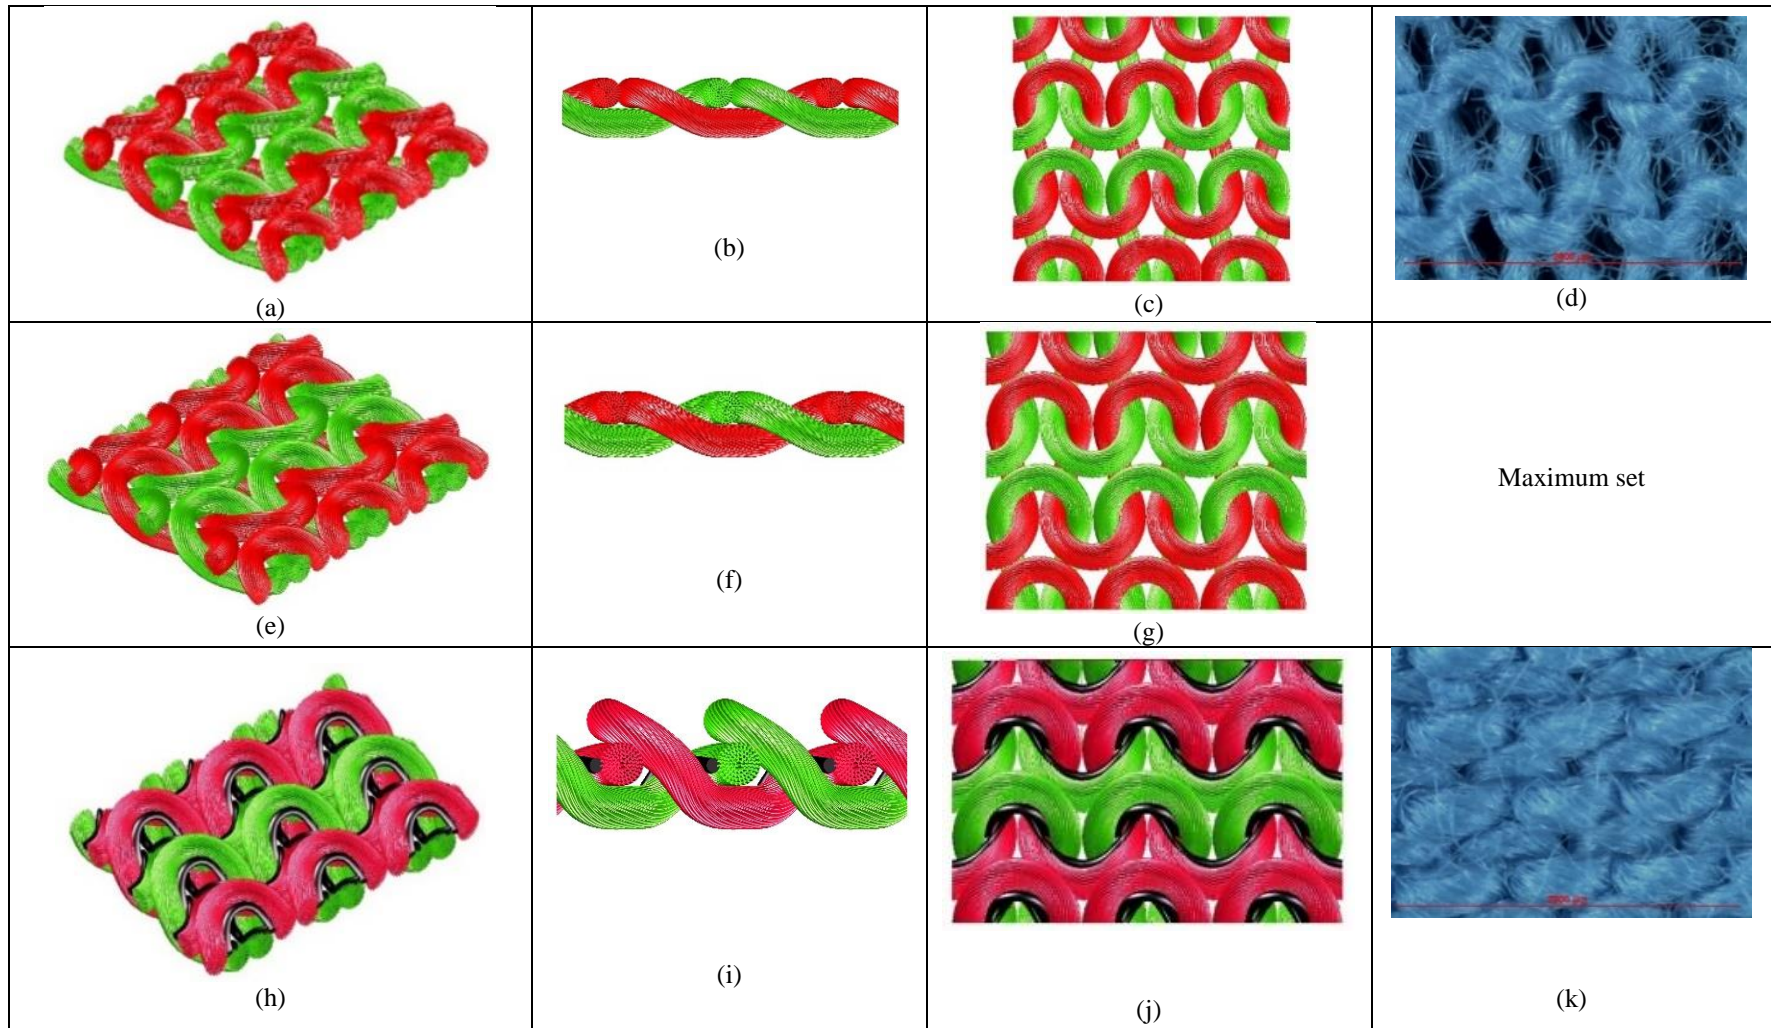 (a)
(b)
(c)
(d)
(e)
(f)
(g)
Maximum set
(h)
(i)
(j)
(k)